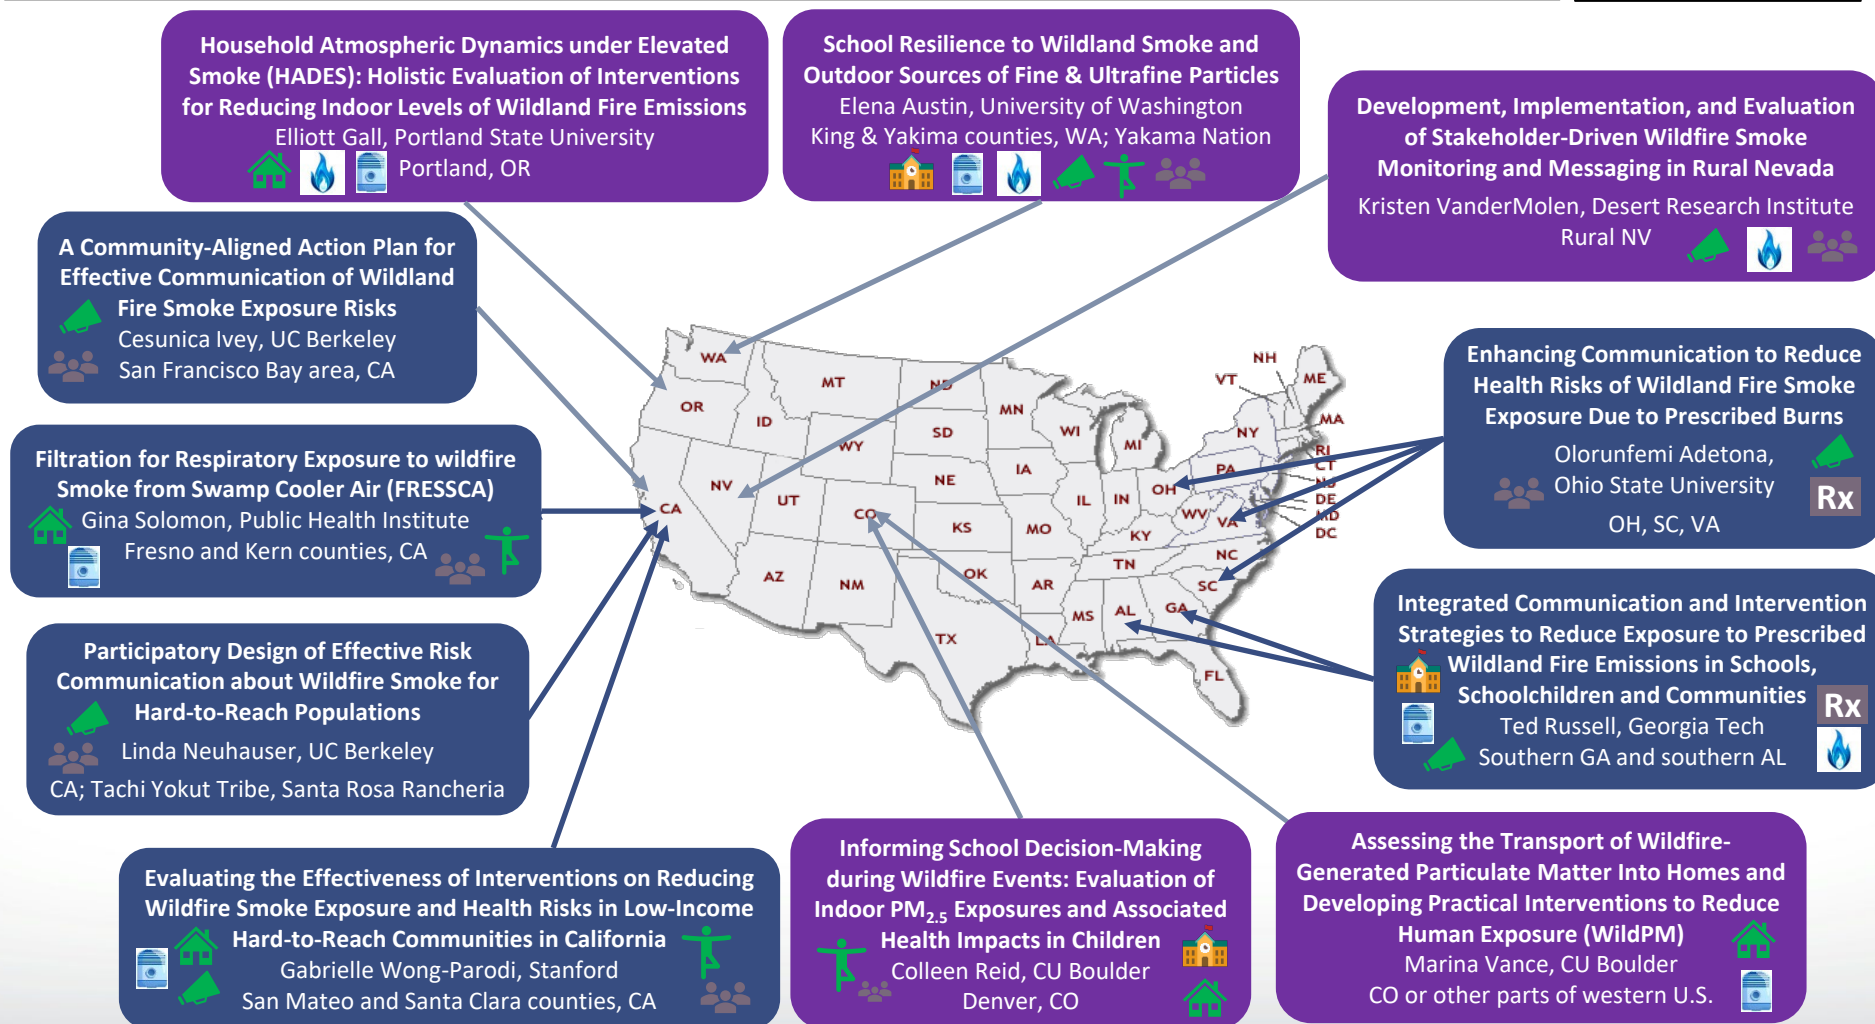 Household Atmospheric Dynamics under Elevated
Smoke (HADES): Holistic Evaluation of Interventions
for Reducing Indoor Levels of Wildland Fire Emissions
Elliott Gall, Portland State University
Portland, OR
School Resilience to Wildland Smoke and
Outdoor Sources of Fine & Ultrafine Particles
Elena Austin, University of Washington
King & Yakima counties, WA; Yakama Nation
Development, Implementation, and Evaluation
of Stakeholder-Driven Wildfire Smoke
Monitoring and Messaging in Rural Nevada
Kristen VanderMolen, Desert Research Institute
Rural NV
A Community-Aligned Action Plan for
Effective Communication of Wildland
Fire Smoke Exposure Risks
Cesunica Ivey, UC Berkeley
San Francisco Bay area, CA
Filtration for Respiratory Exposure to wildfire
Smoke from Swamp Cooler Air (FRESSCA)
Gina Solomon, Public Health Institute
Fresno and Kern counties, CA
Participatory Design of Effective Risk
Communication about Wildfire Smoke for
Hard-to-Reach Populations
Linda Neuhauser, UC Berkeley
CA; Tachi Yokut Tribe, Santa Rosa Rancheria
Evaluating the Effectiveness of Interventions on Reducing
Wildfire Smoke Exposure and Health Risks in Low-Income
Hard-to-Reach Communities in California
Gabrielle Wong-Parodi, Stanford
San Mateo and Santa Clara counties, CA
Informing School Decision-Making
during Wildfire Events: Evaluation of
Indoor PM2.5 Exposures and Associated
Health Impacts in Children
Colleen Reid, CU Boulder
Denver, CO
Assessing the Transport of Wildfire-
Generated Particulate Matter Into Homes and
Developing Practical Interventions to Reduce
Human Exposure (WildPM)
Marina Vance, CU Boulder
CO or other parts of western U.S.
Enhancing Communication to Reduce
Health Risks of Wildland Fire Smoke
Exposure Due to Prescribed Burns
Olorunfemi Adetona,
Ohio State University
Rx
OH, SC, VA
Integrated Communication and Intervention
Strategies to Reduce Exposure to Prescribed
Wildland Fire Emissions in Schools,
Schoolchildren and Communities
Rx
Ted Russell, Georgia Tech
Southern GA and southern AL
WA
OR
CA
NV
ID
MT
WY
UT
AZ
CO
NM
ND
SD
NE
KS
OK
TX
MN
IA
MO
AR
LA
WI
IL
MI
IN
OH
KY
TN
MS
AL
GA
FL
SC
NC
VA
WV
PA
NY
VT
NH
ME
MA
RI
CT
NJ
DE
MD
DC